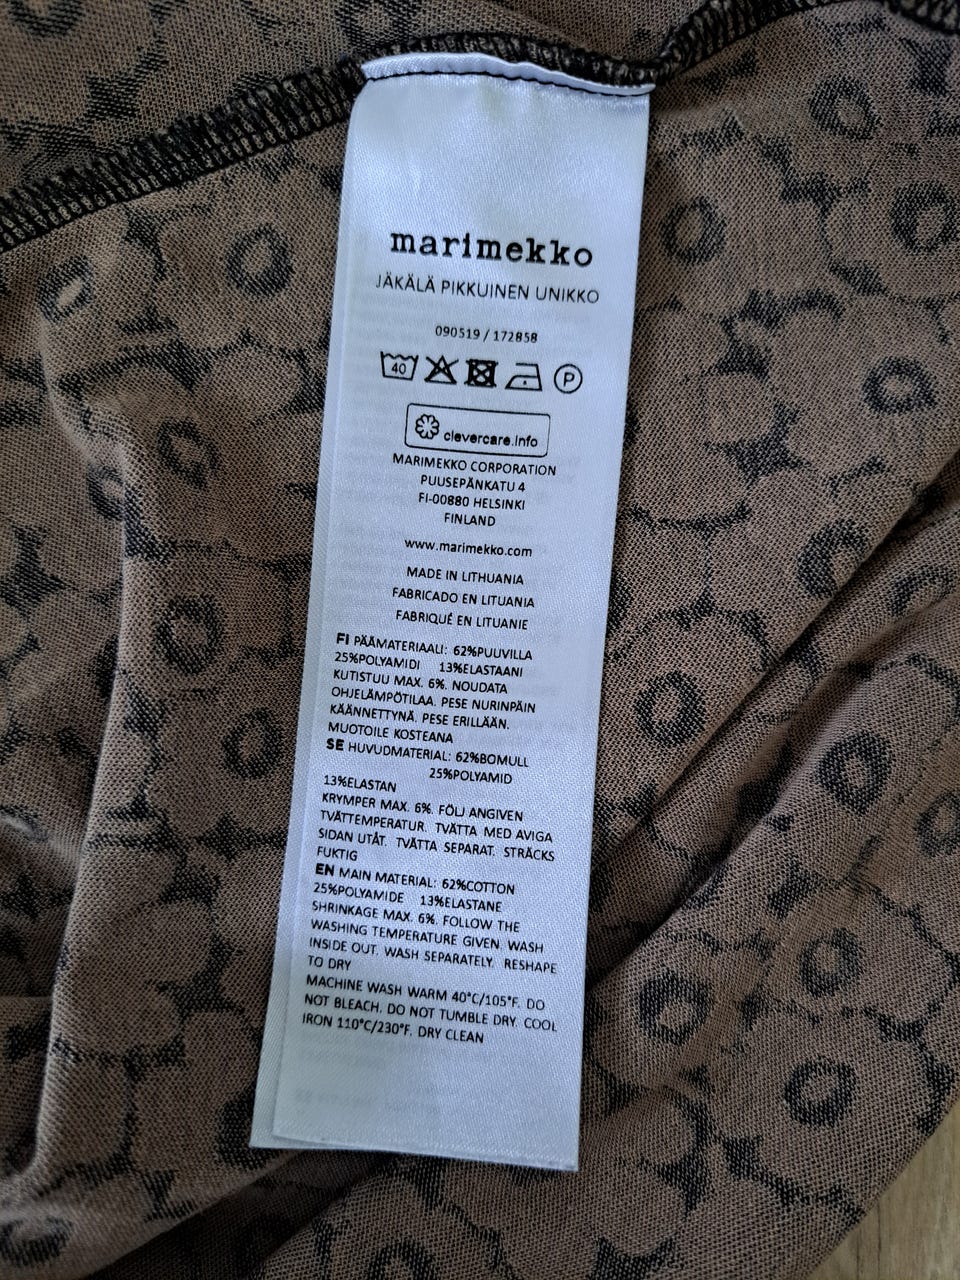 marimekko
JÄKÄLÄ PIKKUINEN UNIKKO
090519 / 172858
40 P
clevercare.info
MARIMEKKO CORPORATION
PUUSEPÄNKATU 4
FI-00880 HELSINKI
FINLAND
www.marimekko.com
MADE IN LITHUANIA
FABRICADO EN LITUANIA
FABRIQUÉ EN LITUANIE
FI PÄÄMATERIAALI: 62%PUUVILLA
25%POLYAMIDI 13%ELASTAANI
KUTISTUU MAX. 6%. NOUDATA
OHJELÄMPÖTILAA. PESE NURINPÄIN
KÄÄNNETTYNÄ. PESE ERILLÄÄN.
MUOTOILE KOSTEANA
SE HUVUDMATERIAL: 62%BOMULL
25%POLYAMID
13%ELASTAN
KRYMPER MAX. 6%. FÖLJ ANGIVEN
TVÄTTEMPERATUR. TVÄTTA MED AVIGA
SIDAN UTÅT. TVÄTTA SEPARAT. STRÄCKS
FUKTIG
EN MAIN MATERIAL: 62%COTTON
25%POLYAMIDE 13%ELASTANE
SHRINKAGE MAX. 6%. FOLLOW THE
WASHING TEMPERATURE GIVEN. WASH
INSIDE OUT. WASH SEPARATELY. RESHAPE
TO DRY
MACHINE WASH WARM 40°C/105°F. DO
NOT BLEACH. DO NOT TUMBLE DRY. COOL
IRON 110°C/230°F. DRY CLEAN